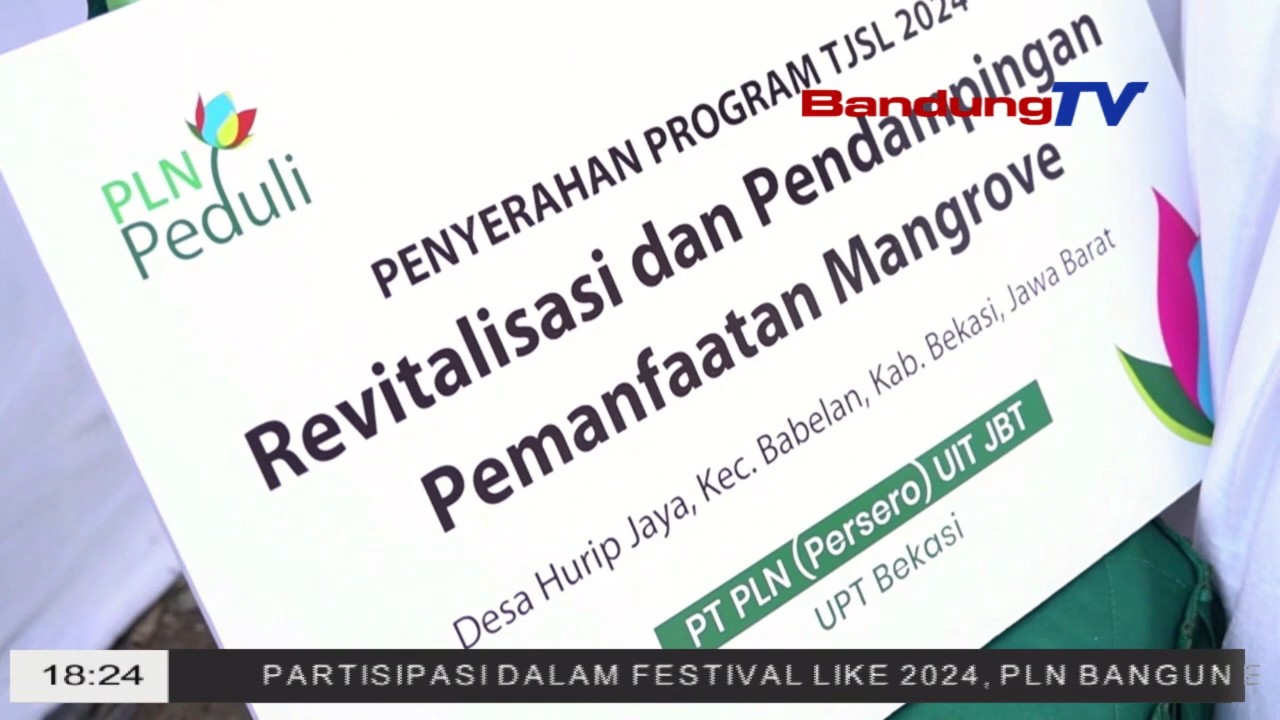 PENYERAHAN PROGRAM TJSL 2024
BandungTV
PLN
Peduli
Revitalisasi dan Pendampingan
Pemanfaatan Mangrove
Desa Hurip Jaya, Kec. Babelan, Kab. Bekasi, Jawa Barat
PT PLN (Persero) UIT JBT
UPT Bekasi
18:24
PARTISIPASI DALAM FESTIVAL LIKE 2024, PLN BANGUN